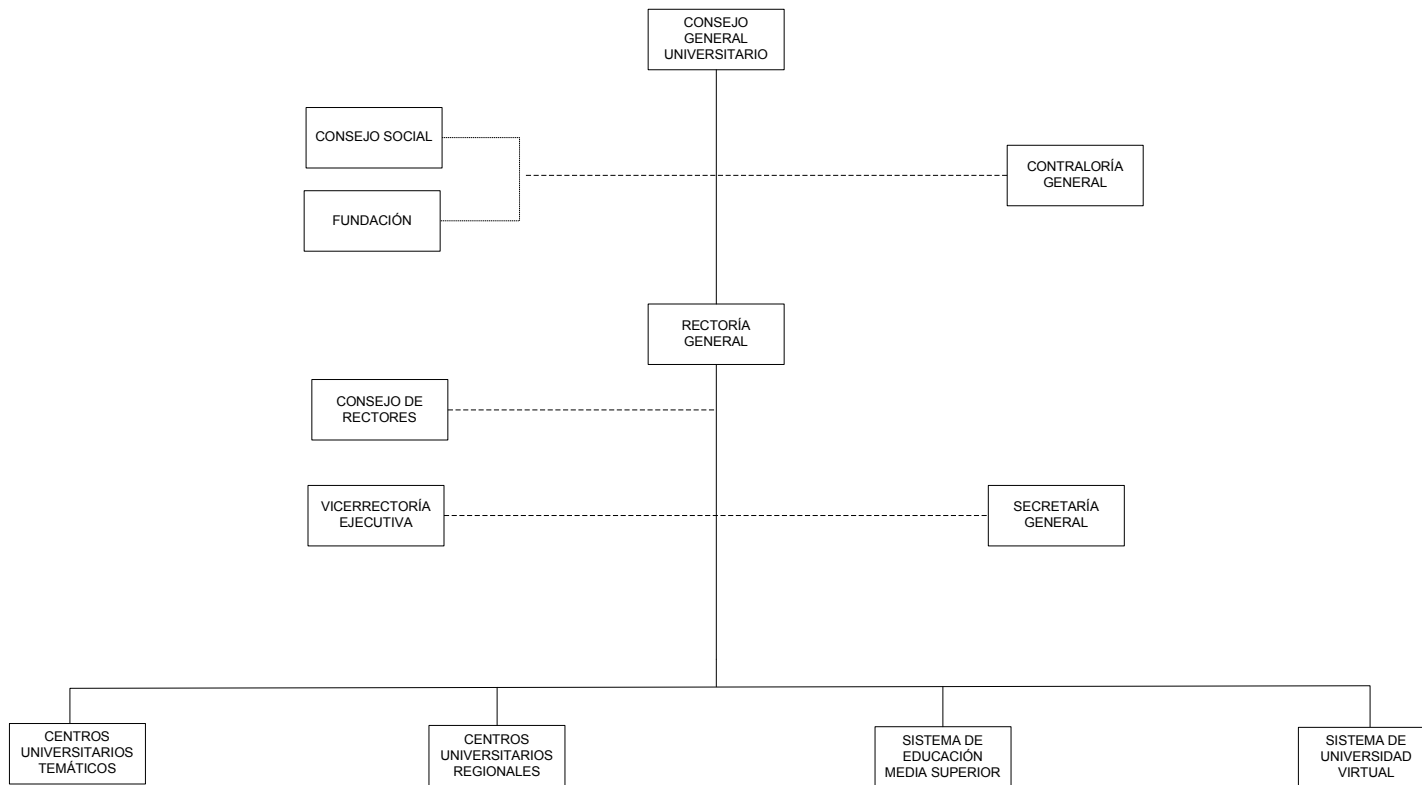 CONSEJO
GENERAL
UNIVERSITARIO
CONSEJO SOCIAL
CONTRALORÍA
GENERAL
FUNDACIÓN
RECTORÍA
GENERAL
CONSEJO DE
RECTORES
VICERRECTORÍA
EJECUTIVA
SECRETARÍA
GENERAL
CENTROS
UNIVERSITARIOS
TEMÁTICOS
CENTROS
UNIVERSITARIOS
REGIONALES
SISTEMA DE
EDUCACIÓN
MEDIA SUPERIOR
SISTEMA DE
UNIVERSIDAD
VIRTUAL